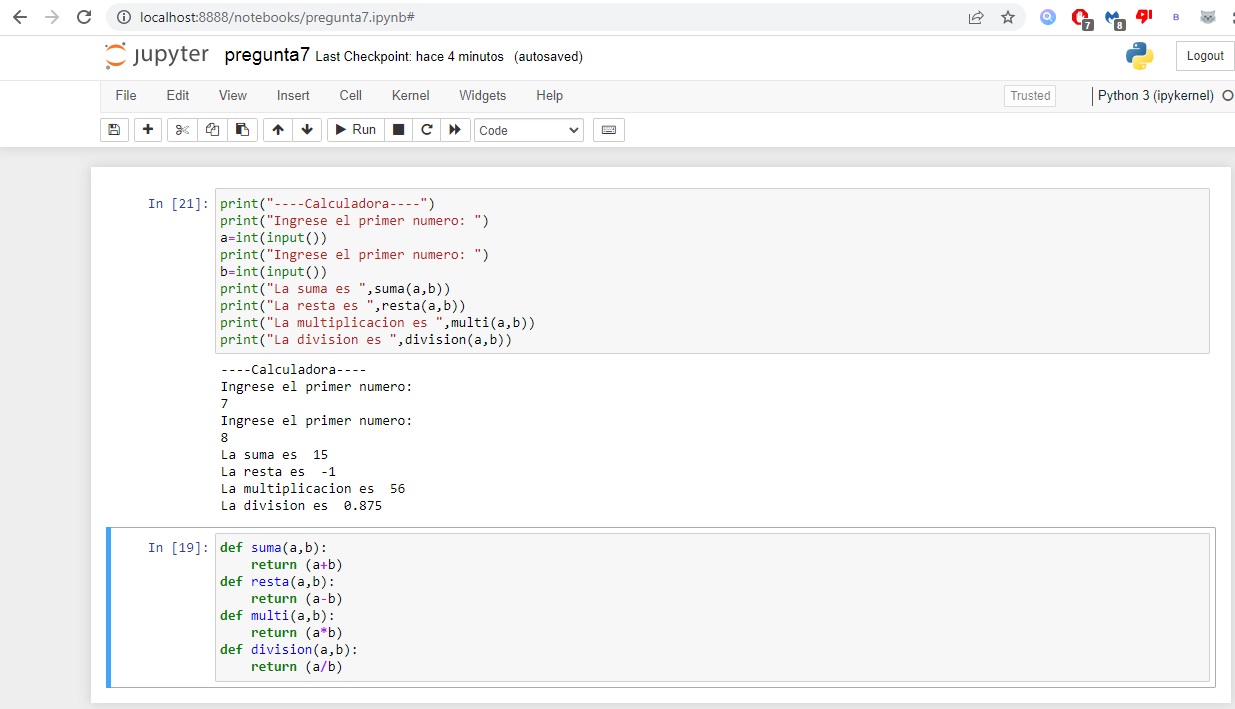 localhost:8888/notebooks/pregunta7.ipynb#
7
8
B
jupyter pregunta7 Last Checkpoint: hace 4 minutos (autosaved)
Logout
File Edit View Insert Cell Kernel Widgets Help
Trusted
Python 3 (ipykernel)
Run
Code
In [21]:
print("----Calculadora----")
print("Ingrese el primer numero: ")
a=int(input())
print("Ingrese el primer numero: ")
b=int(input())
print("La suma es ",suma(a,b))
print("La resta es ",resta(a,b))
print("La multiplicacion es ",multi(a,b))
print("La division es ",division(a,b))
----Calculadora----
Ingrese el primer numero:
7
Ingrese el primer numero:
8
La suma es  15
La resta es  -1
La multiplicacion es  56
La division es  0.875
In [19]:
def suma(a,b):
    return (a+b)
def resta(a,b):
    return (a-b)
def multi(a,b):
    return (a*b)
def division(a,b):
    return (a/b)